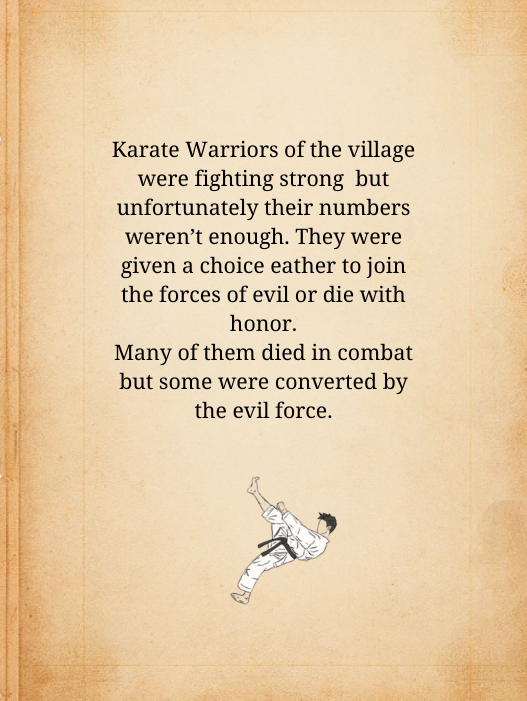 Karate Warriors of the village
were fighting strong  but
unfortunately their numbers
weren’t enough. They were
given a choice eather to join
the forces of evil or die with
honor.
Many of them died in combat
but some were converted by
the evil force.